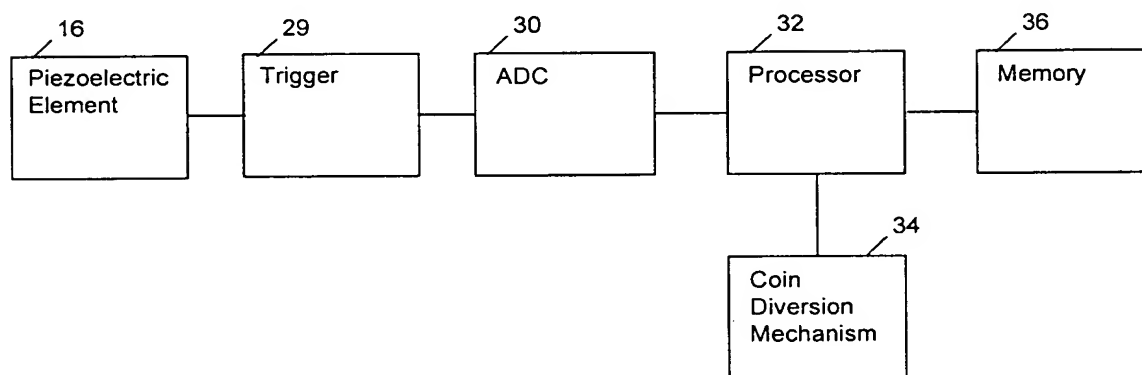 16
29
30
32
36
Piezoelectric
Element
Trigger
ADC
Processor
Memory
34
Coin
Diversion
Mechanism